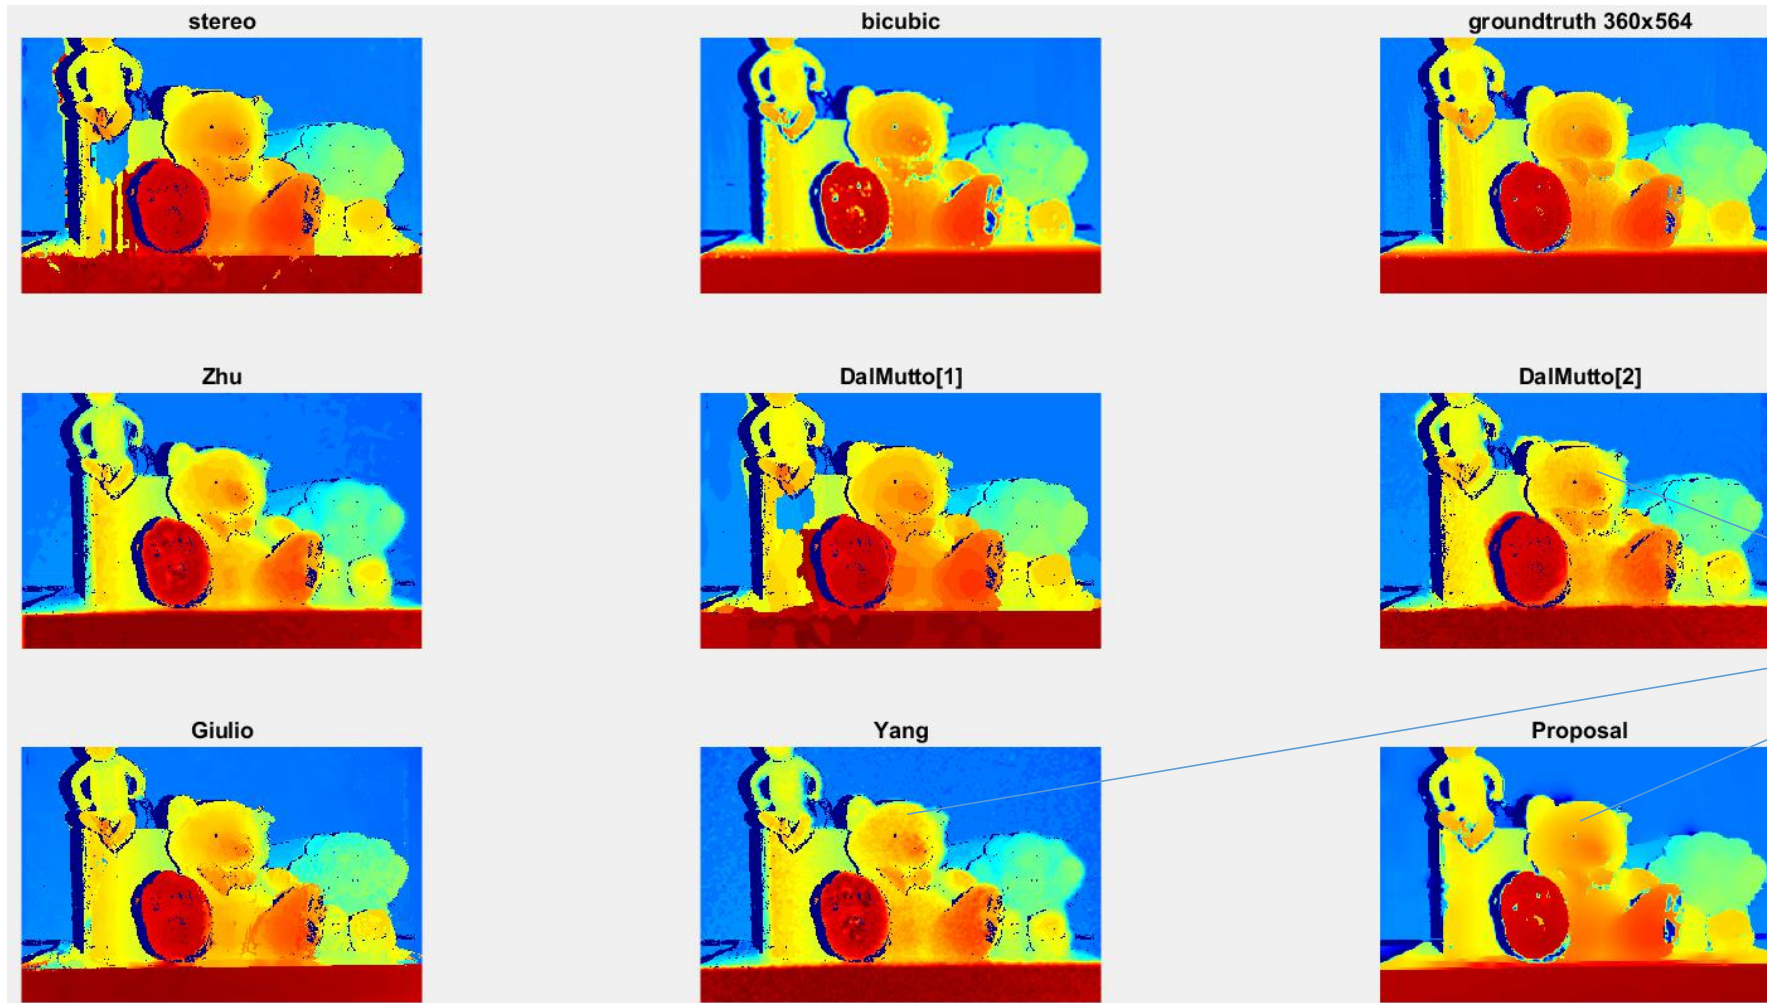 stereo
bicubic
groundtruth 360x564
Zhu
DalMutto[1]
DalMutto[2]
Giulio
Yang
Proposal